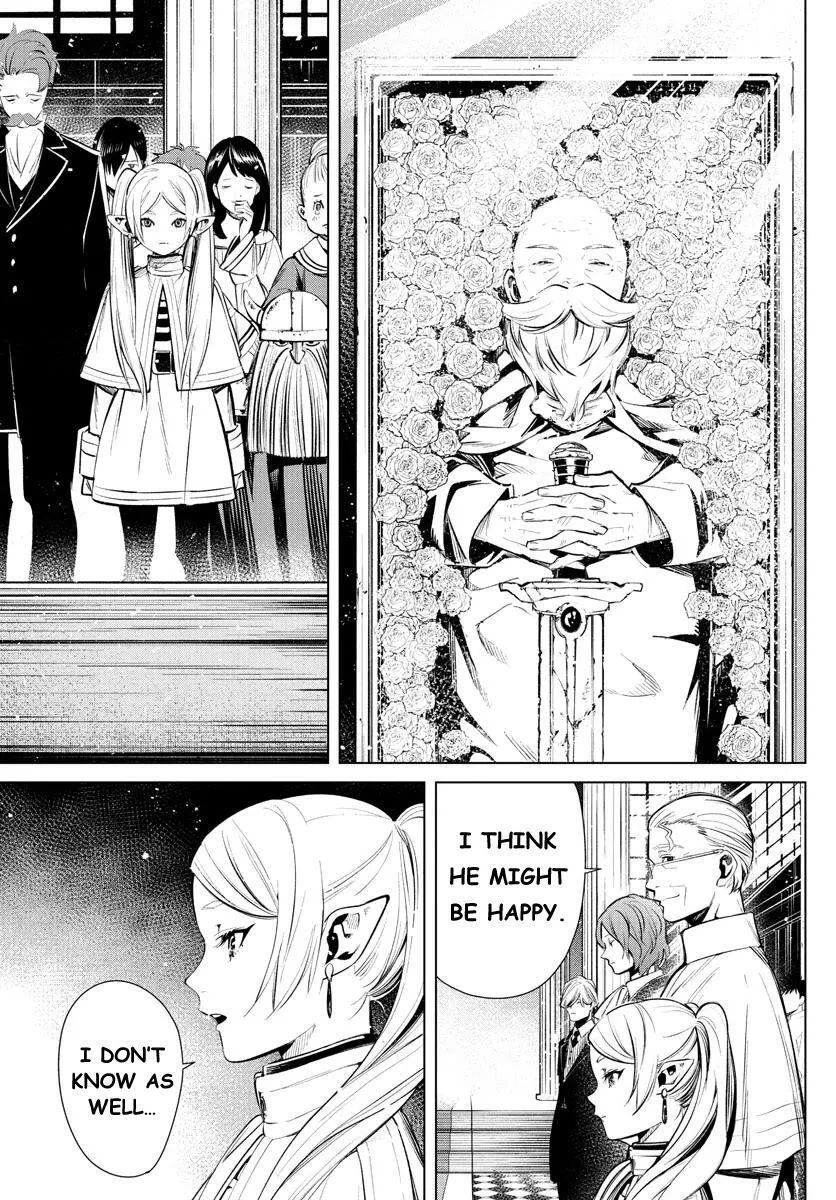 I THINK
HE MIGHT
BE HAPPY.
I DON'T
KNOW AS
WELL...